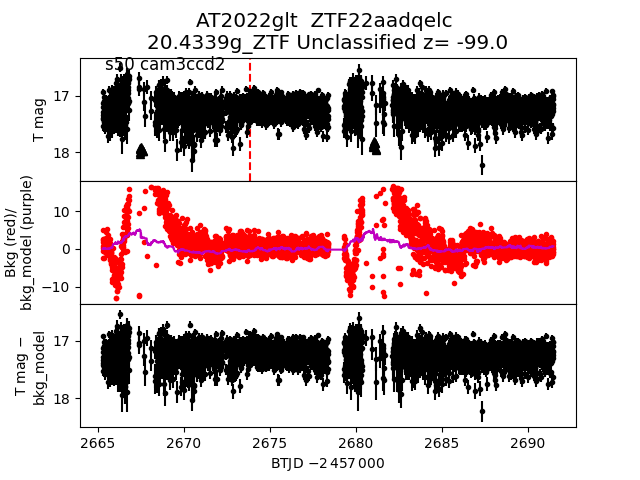 AT2022glt  ZTF22aadqelc
20.4339g_ZTF Unclassified z= -99.0
s50 cam3ccd2
T mag
17
18
Bkg (red)/
bkg_model (purple)
10
0
−10
T mag −
bkg_model
17
18
2665
2670
2675
2680
2685
2690
BTJD −2 457 000